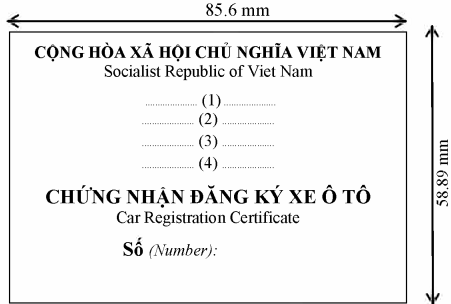 85.6 mm
CỘNG HÒA XÃ HỘI CHỦ NGHĨA VIỆT NAM
Socialist Republic of Viet Nam
..................... (1) .....................
..................... (2) .....................
..................... (3) .....................
..................... (4) .....................
CHỨNG NHẬN ĐĂNG KÝ XE Ô TÔ
Car Registration Certificate
Số (Number):
58.89 mm